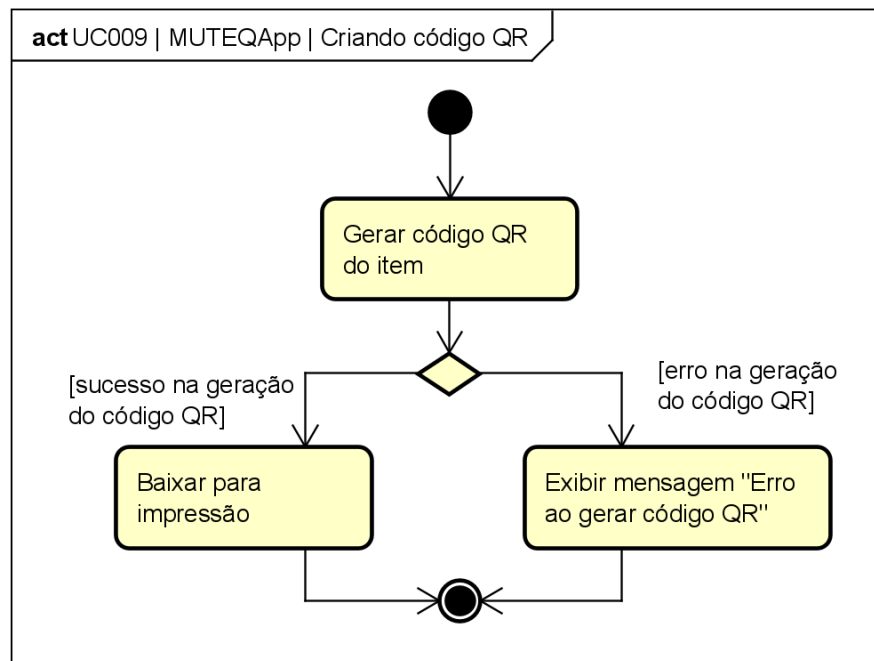 act UC009 | MUTEQApp | Criando código QR
Gerar código QR
do item
[sucesso na geração
do código QR]
[erro na geração
do código QR]
Baixar para
impressão
Exibir mensagem "Erro
ao gerar código QR"